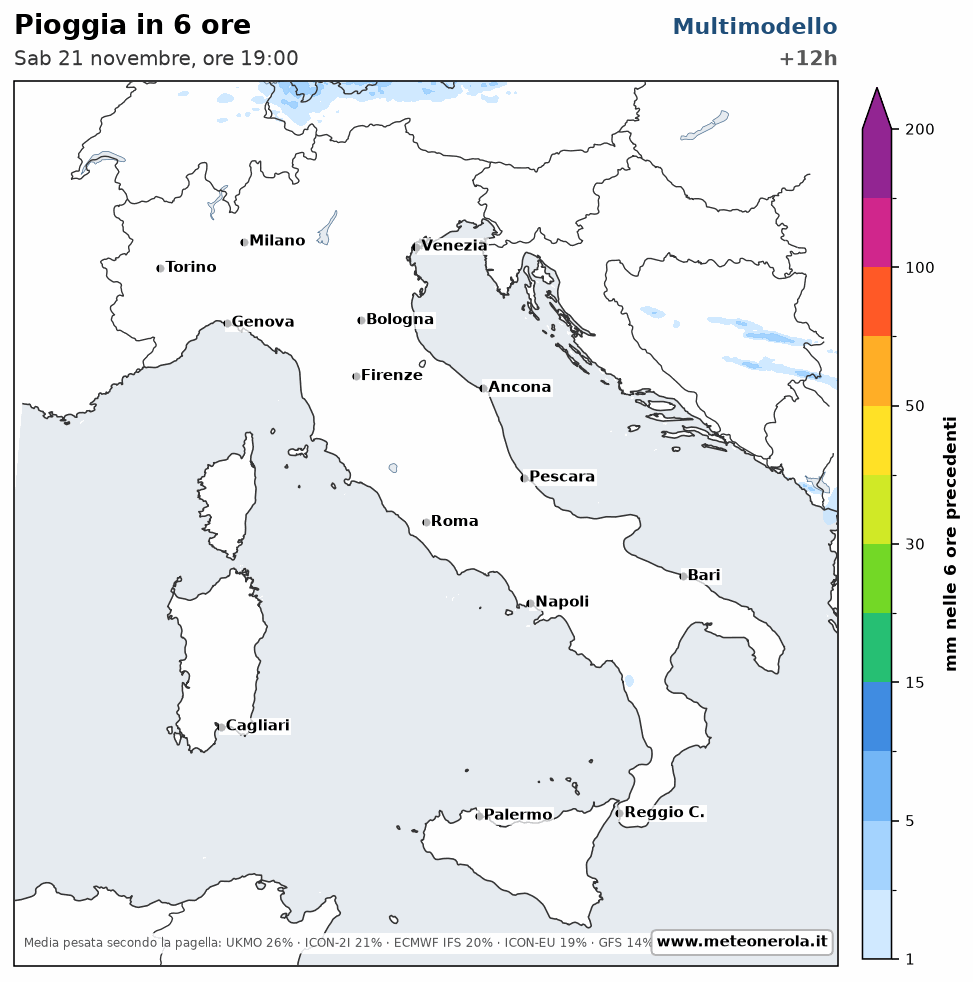 Pioggia in 6 ore
Multimodello
Sab 21 novembre, ore 19:00
+12h
200
Milano
Venezia
Torino
100
Genova
Bologna
Firenze
Ancona
50
Pescara
Roma
30
mm nelle 6 ore precedenti
Bari
Napoli
15
Cagliari
Palermo
Reggio C.
5
Media pesata secondo la pagella: UKMO 26% · ICON-2I 21% · ECMWF IFS 20% · ICON-EU 19% · GFS 14%
www.meteonerola.it
1